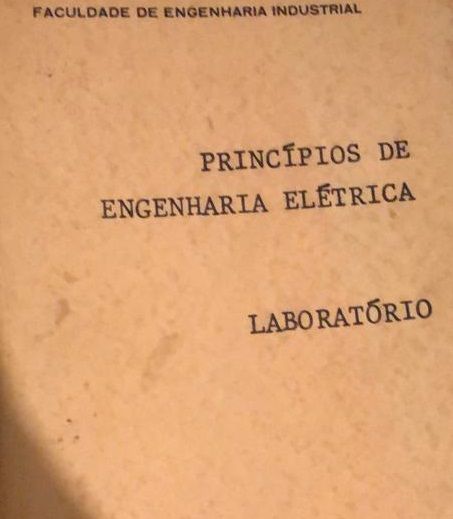 FACULDADE DE ENGENHARIA INDUSTRIAL
PRINCÍPIOS DE
ENGENHARIA ELÉTRICA
LABORATÓRIO